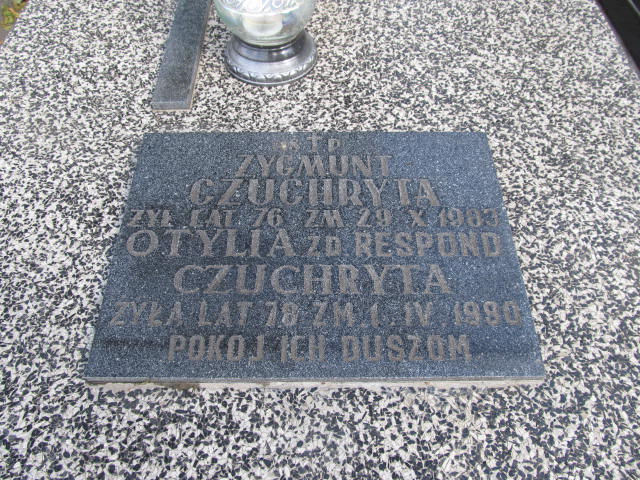 Ś.T.P.
ZYGMUNT
CZUCHRYTA
ŻYŁ LAT 76 ZM 29. X 1983
OTYLIA ZD RESPOND
CZUCHRYTA
ŻYŁA LAT 78 ZM. 1. IV. 1990
POKÓJ ICH DUSZOM